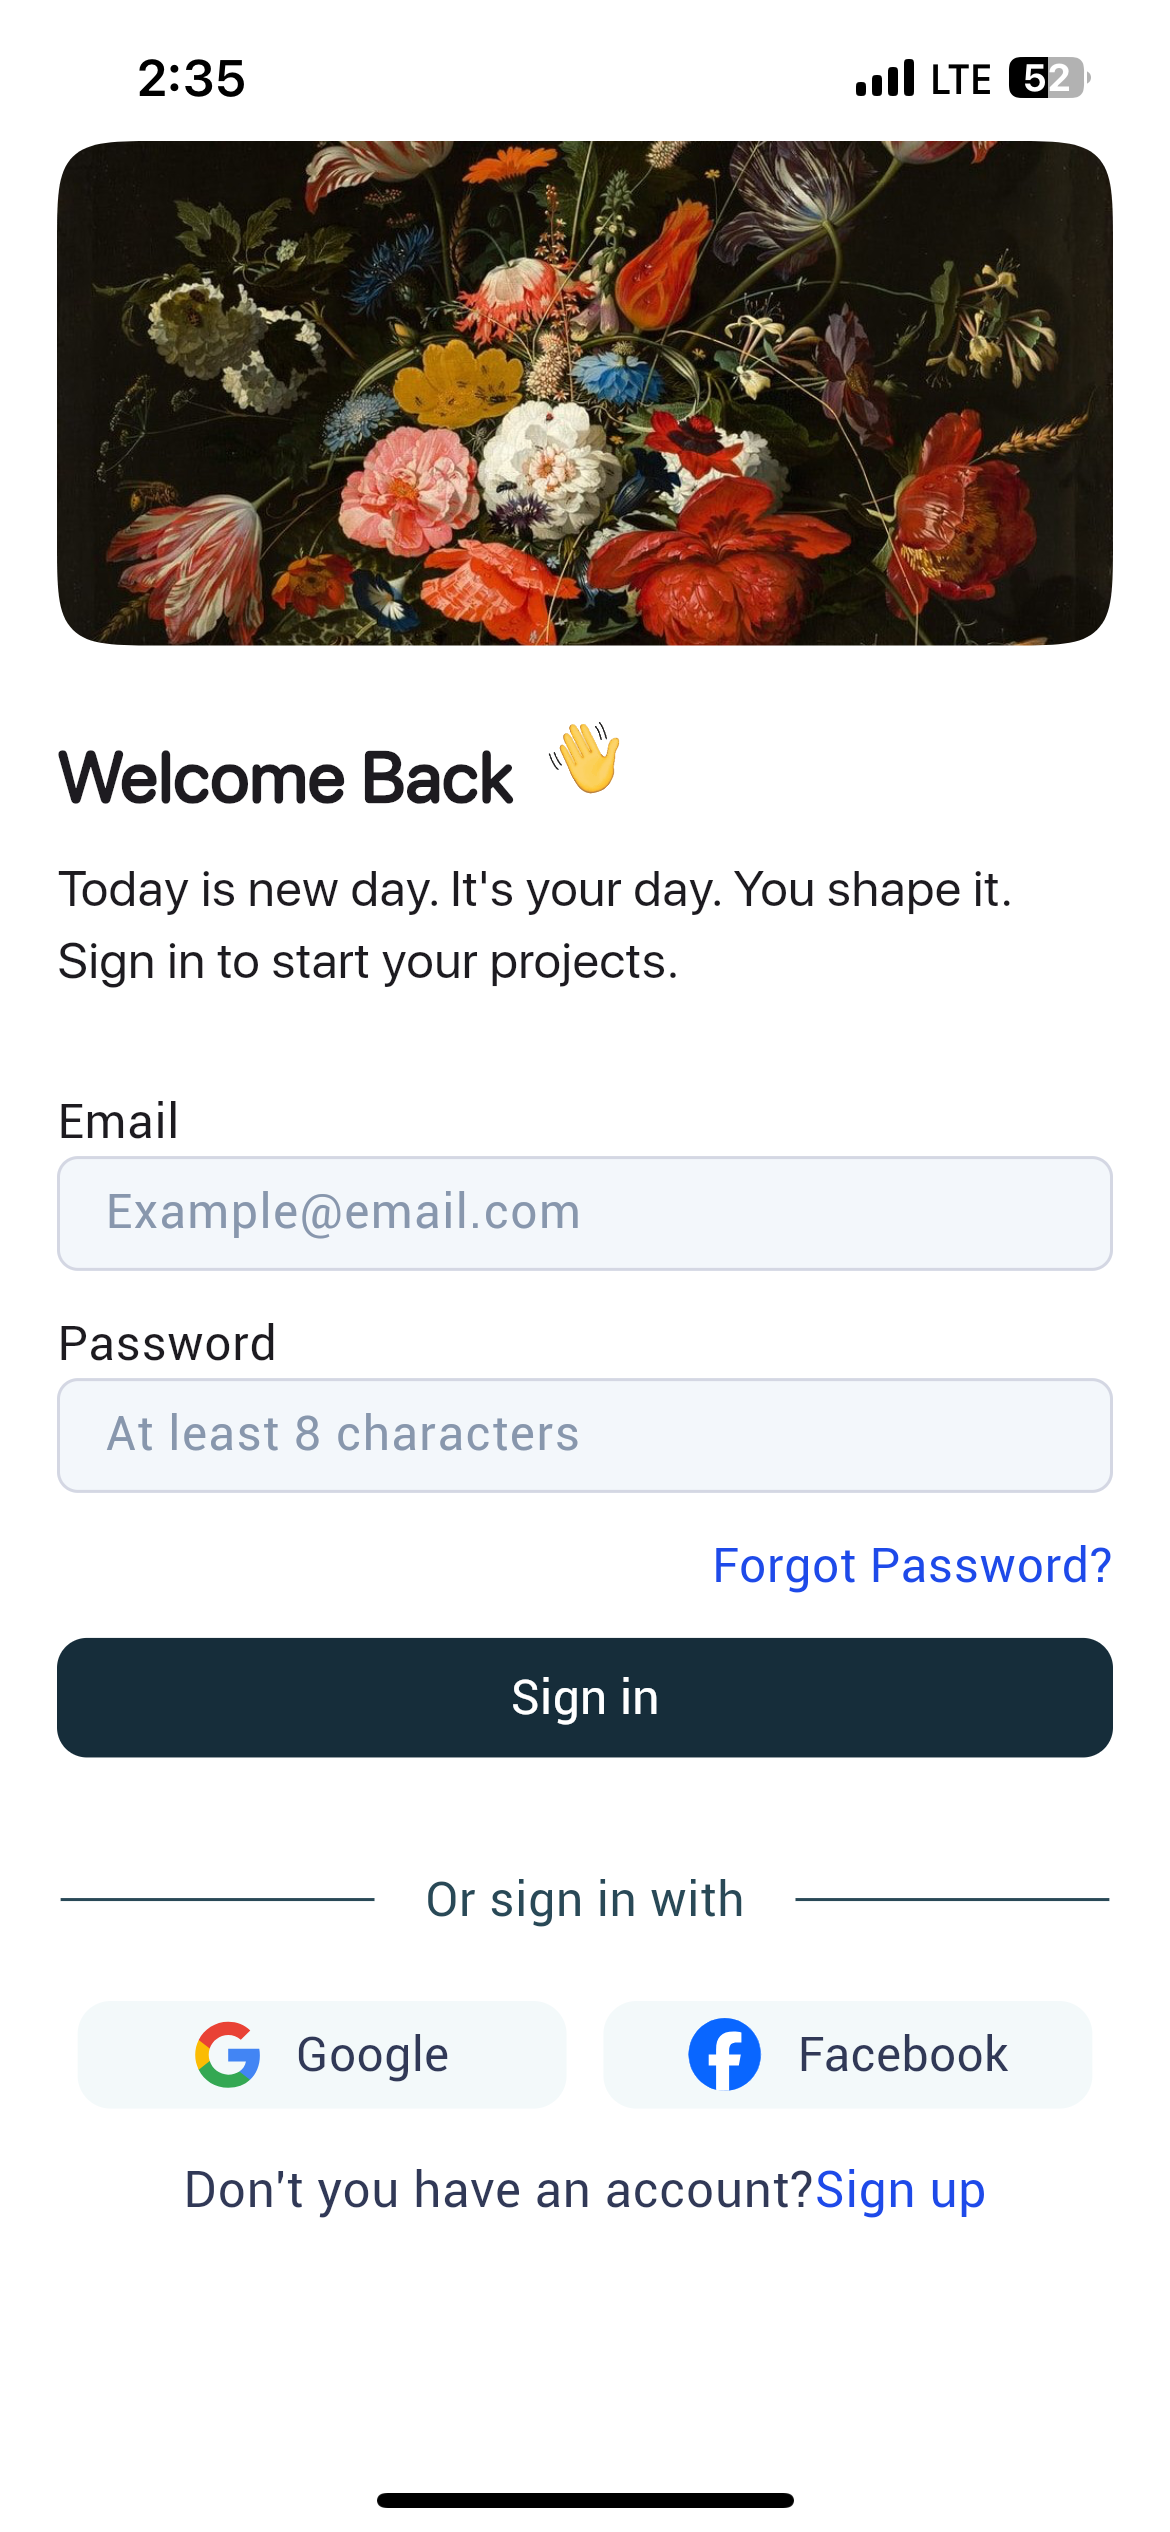 2:35
LTE 52
Welcome Back 👋
Today is new day. It's your day. You shape it.
Sign in to start your projects.
Email
Example@email.com
Password
At least 8 characters
Forgot Password?
Sign in
Or sign in with
Google
Facebook
Don't you have an account?Sign up